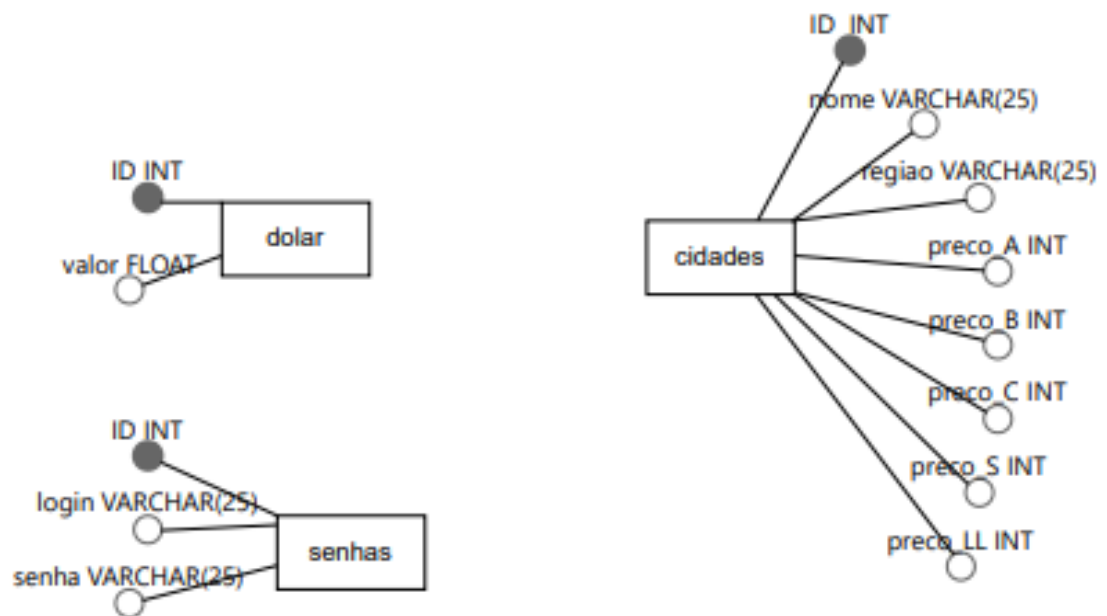 ID INT
valor FLOAT
dolar
ID INT
login VARCHAR(25)
senha VARCHAR(25)
senhas
ID INT
nome VARCHAR(25)
regiao VARCHAR(25)
cidades
preco_A INT
preco_B INT
preco_C INT
preco_S INT
preco_LL INT